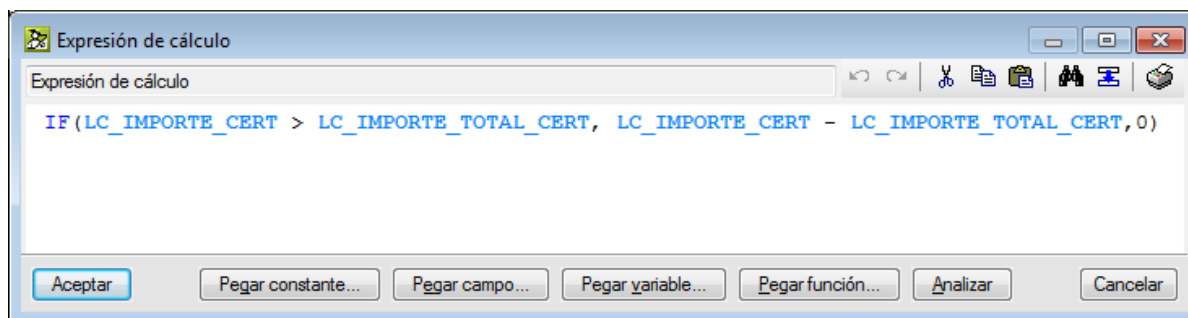 Expresión de cálculo
Expresión de cálculo
IF(LC_IMPORTE_CERT > LC_IMPORTE_TOTAL_CERT, LC_IMPORTE_CERT - LC_IMPORTE_TOTAL_CERT,0)
Aceptar Pegar constante... Pegar campo... Pegar variable... Pegar función... Analizar Cancelar